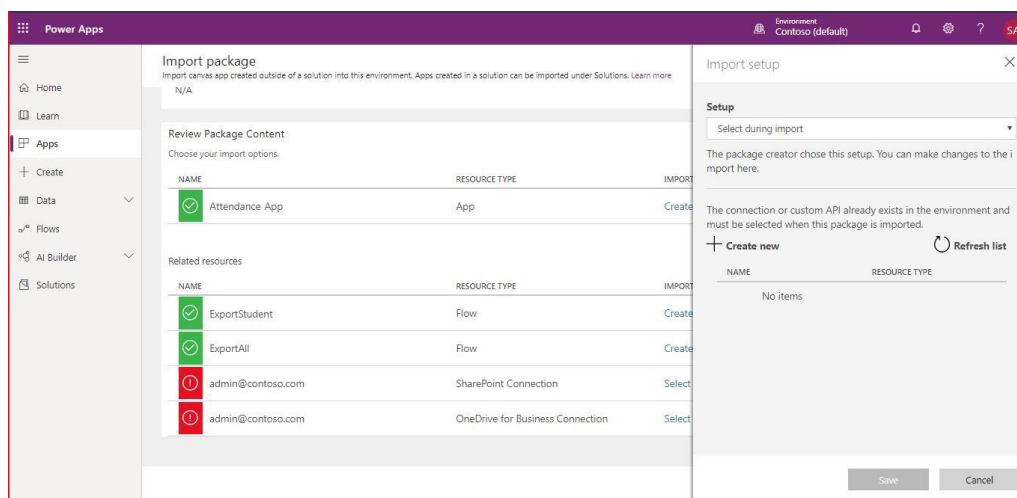 Power Apps
Environment
Contoso (default)
?
SA
Home
Learn
Apps
Create
Data
Flows
AI Builder
Solutions
Import package
Import canvas app created outside of a solution into this environment. Apps created in a solution can be imported under Solutions. Learn more
N/A
Review Package Content
Choose your import options.
NAME RESOURCE TYPE IMPORT
Attendance App App Create
Related resources
NAME RESOURCE TYPE IMPORT
ExportStudent Flow Create
ExportAll Flow Create
admin@contoso.com SharePoint Connection Select
admin@contoso.com OneDrive for Business Connection Select
Import setup
Setup
Select during import
The package creator chose this setup. You can make changes to the i
mport here.
The connection or custom API already exists in the environment and
must be selected when this package is imported.
Create new Refresh list
NAME RESOURCE TYPE
No items
Save Cancel